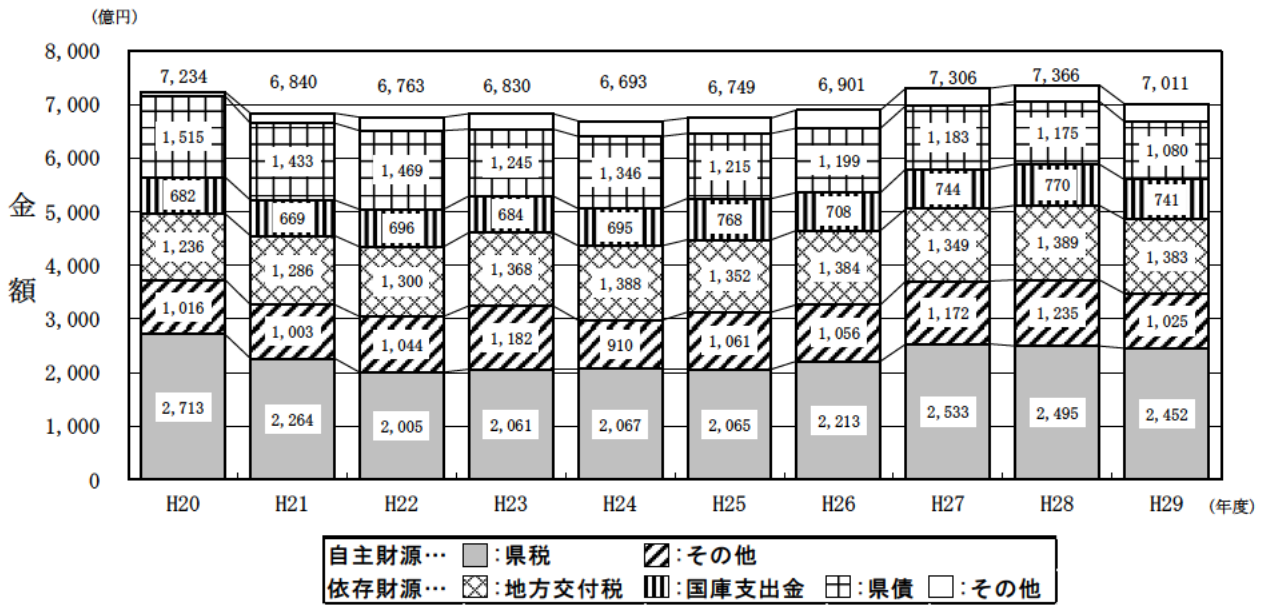 (億円)
8,000
7,000
6,000
5,000
4,000
3,000
2,000
1,000
0
金額
7,234 6,840 6,763 6,830 6,693 6,749 6,901 7,306 7,366 7,011
1,515 1,433 1,469 1,245 1,346 1,215 1,199 1,183 1,175 1,080
682 669 696 684 695 768 708 744 770 741
1,236 1,286 1,300 1,368 1,388 1,352 1,384 1,349 1,389 1,383
1,016 1,003 1,044 1,182 910 1,061 1,056 1,172 1,235 1,025
2,713 2,264 2,005 2,061 2,067 2,065 2,213 2,533 2,495 2,452
H20 H21 H22 H23 H24 H25 H26 H27 H28 H29 (年度)
自主財源… :県税 :その他
依存財源… :地方交付税 :国庫支出金 :県債 :その他